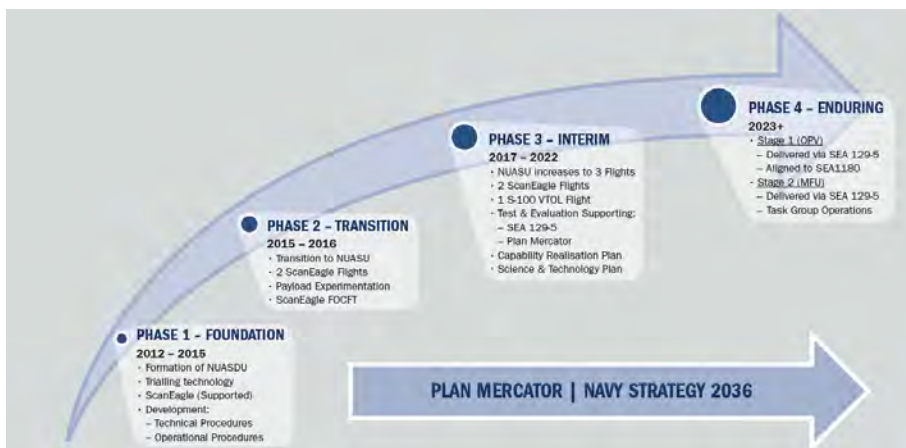 PHASE 1 – FOUNDATION
2012 – 2015
• Formation of NUASDU
• Trialling technology
• ScanEagle (Supported)
• Development:
– Technical Procedures
– Operational Procedures
PHASE 2 – TRANSITION
2015 – 2016
• Transition to NUASU
• 2 ScanEagle Flights
• Payload Experimentation
• ScanEagle FOCFT
PHASE 3 – INTERIM
2017 – 2022
• NUASU increases to 3 Flights
• 2 ScanEagle Flights
• 1 S-100 VTOL Flight
• Test & Evaluation Supporting:
– SEA 129-5
– Plan Mercator
• Capability Realisation Plan
• Science & Technology Plan
PHASE 4 – ENDURING
2023+
• Stage 1 (OPV)
– Delivered via SEA 129-5
– Aligned to SEA1180
• Stage 2 (MFU)
– Delivered via SEA 129-5
– Task Group Operations
PLAN MERCATOR | NAVY STRATEGY 2036